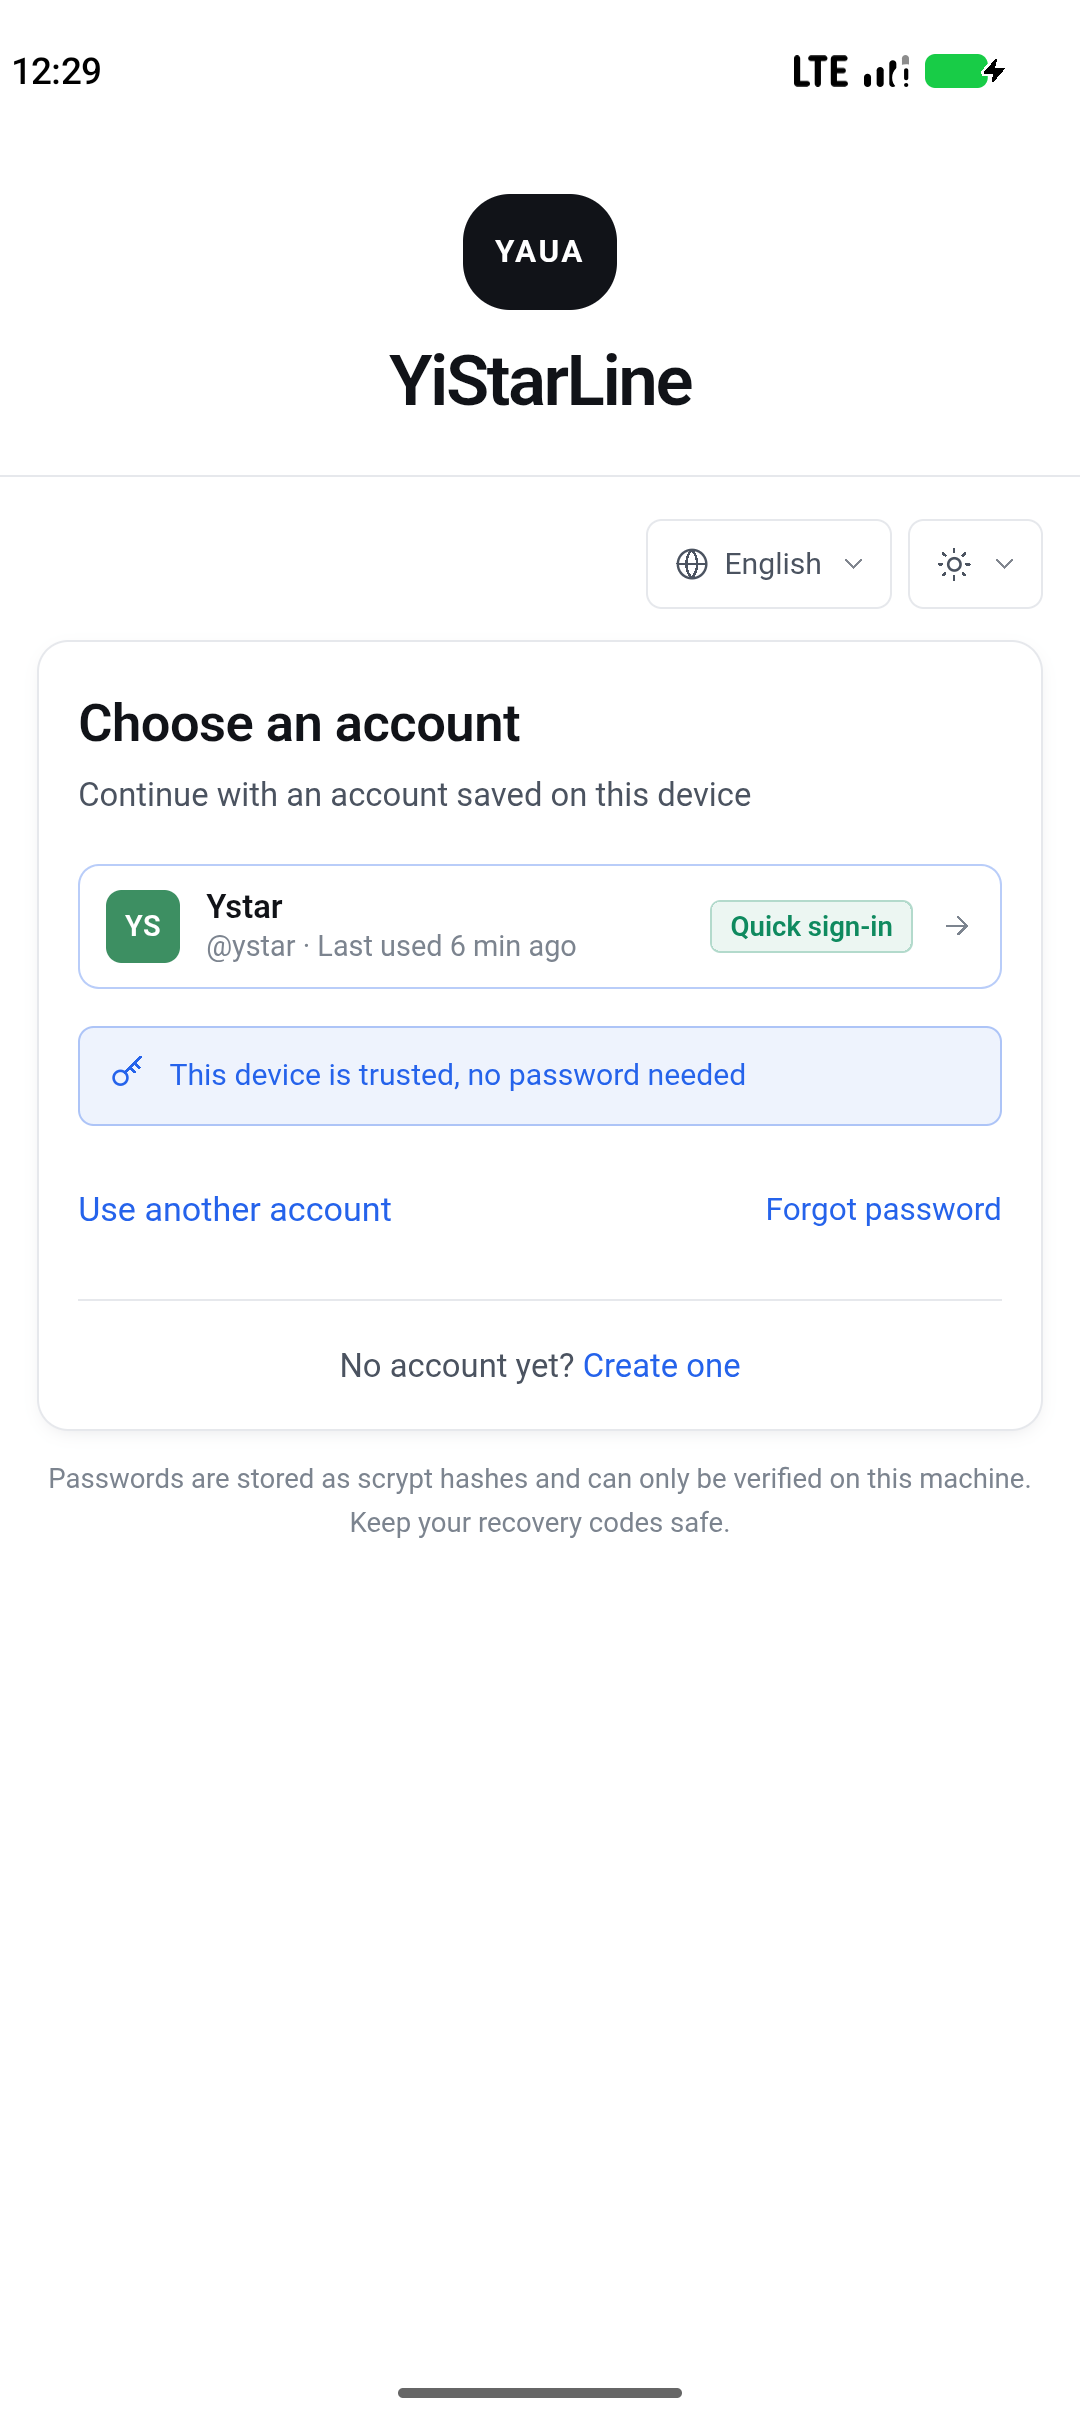 12:29
LTE
YAUA
YiStarLine
English
Choose an account
Continue with an account saved on this device
YS
Ystar
Quick sign-in
@ystar · Last used 6 min ago
This device is trusted, no password needed
Use another account
Forgot password
No account yet? Create one
Passwords are stored as scrypt hashes and can only be verified on this machine.
Keep your recovery codes safe.